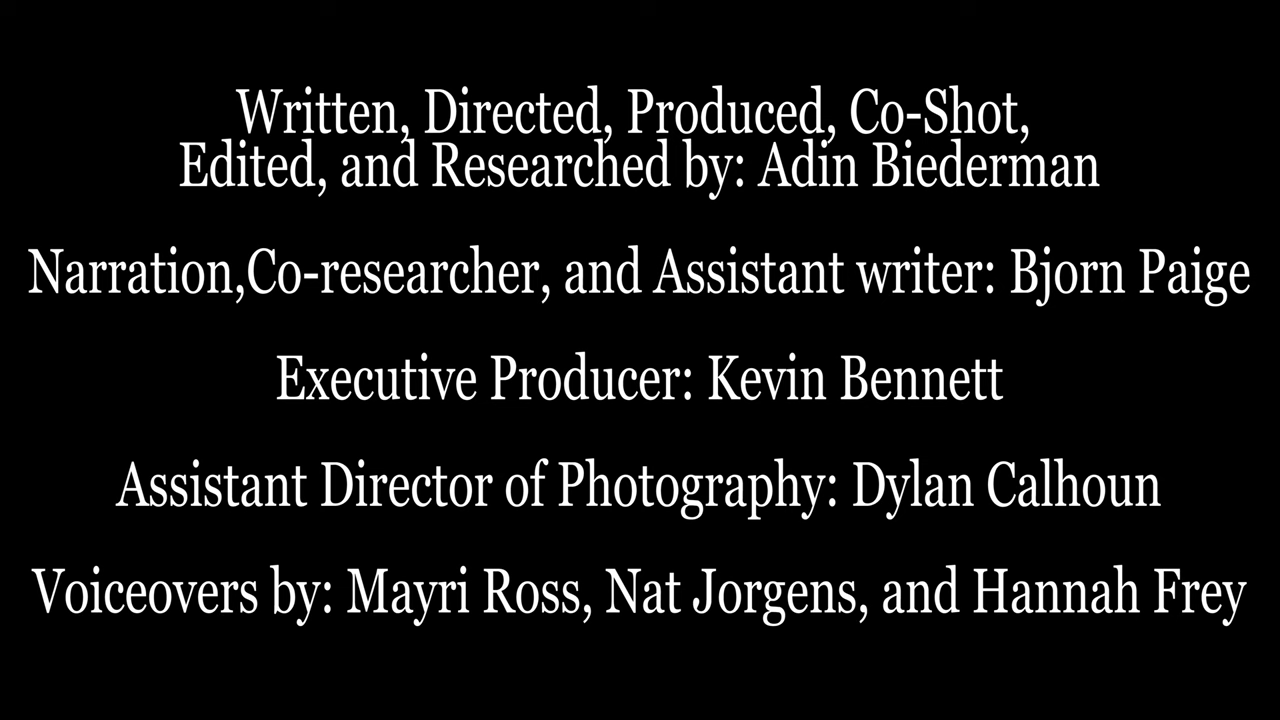 Written, Directed, Produced, Co-Shot,
Edited, and Researched by: Adin Biederman
Narration,Co-researcher, and Assistant writer: Bjorn Paige
Executive Producer: Kevin Bennett
Assistant Director of Photography: Dylan Calhoun
Voiceovers by: Mayri Ross, Nat Jorgens, and Hannah Frey